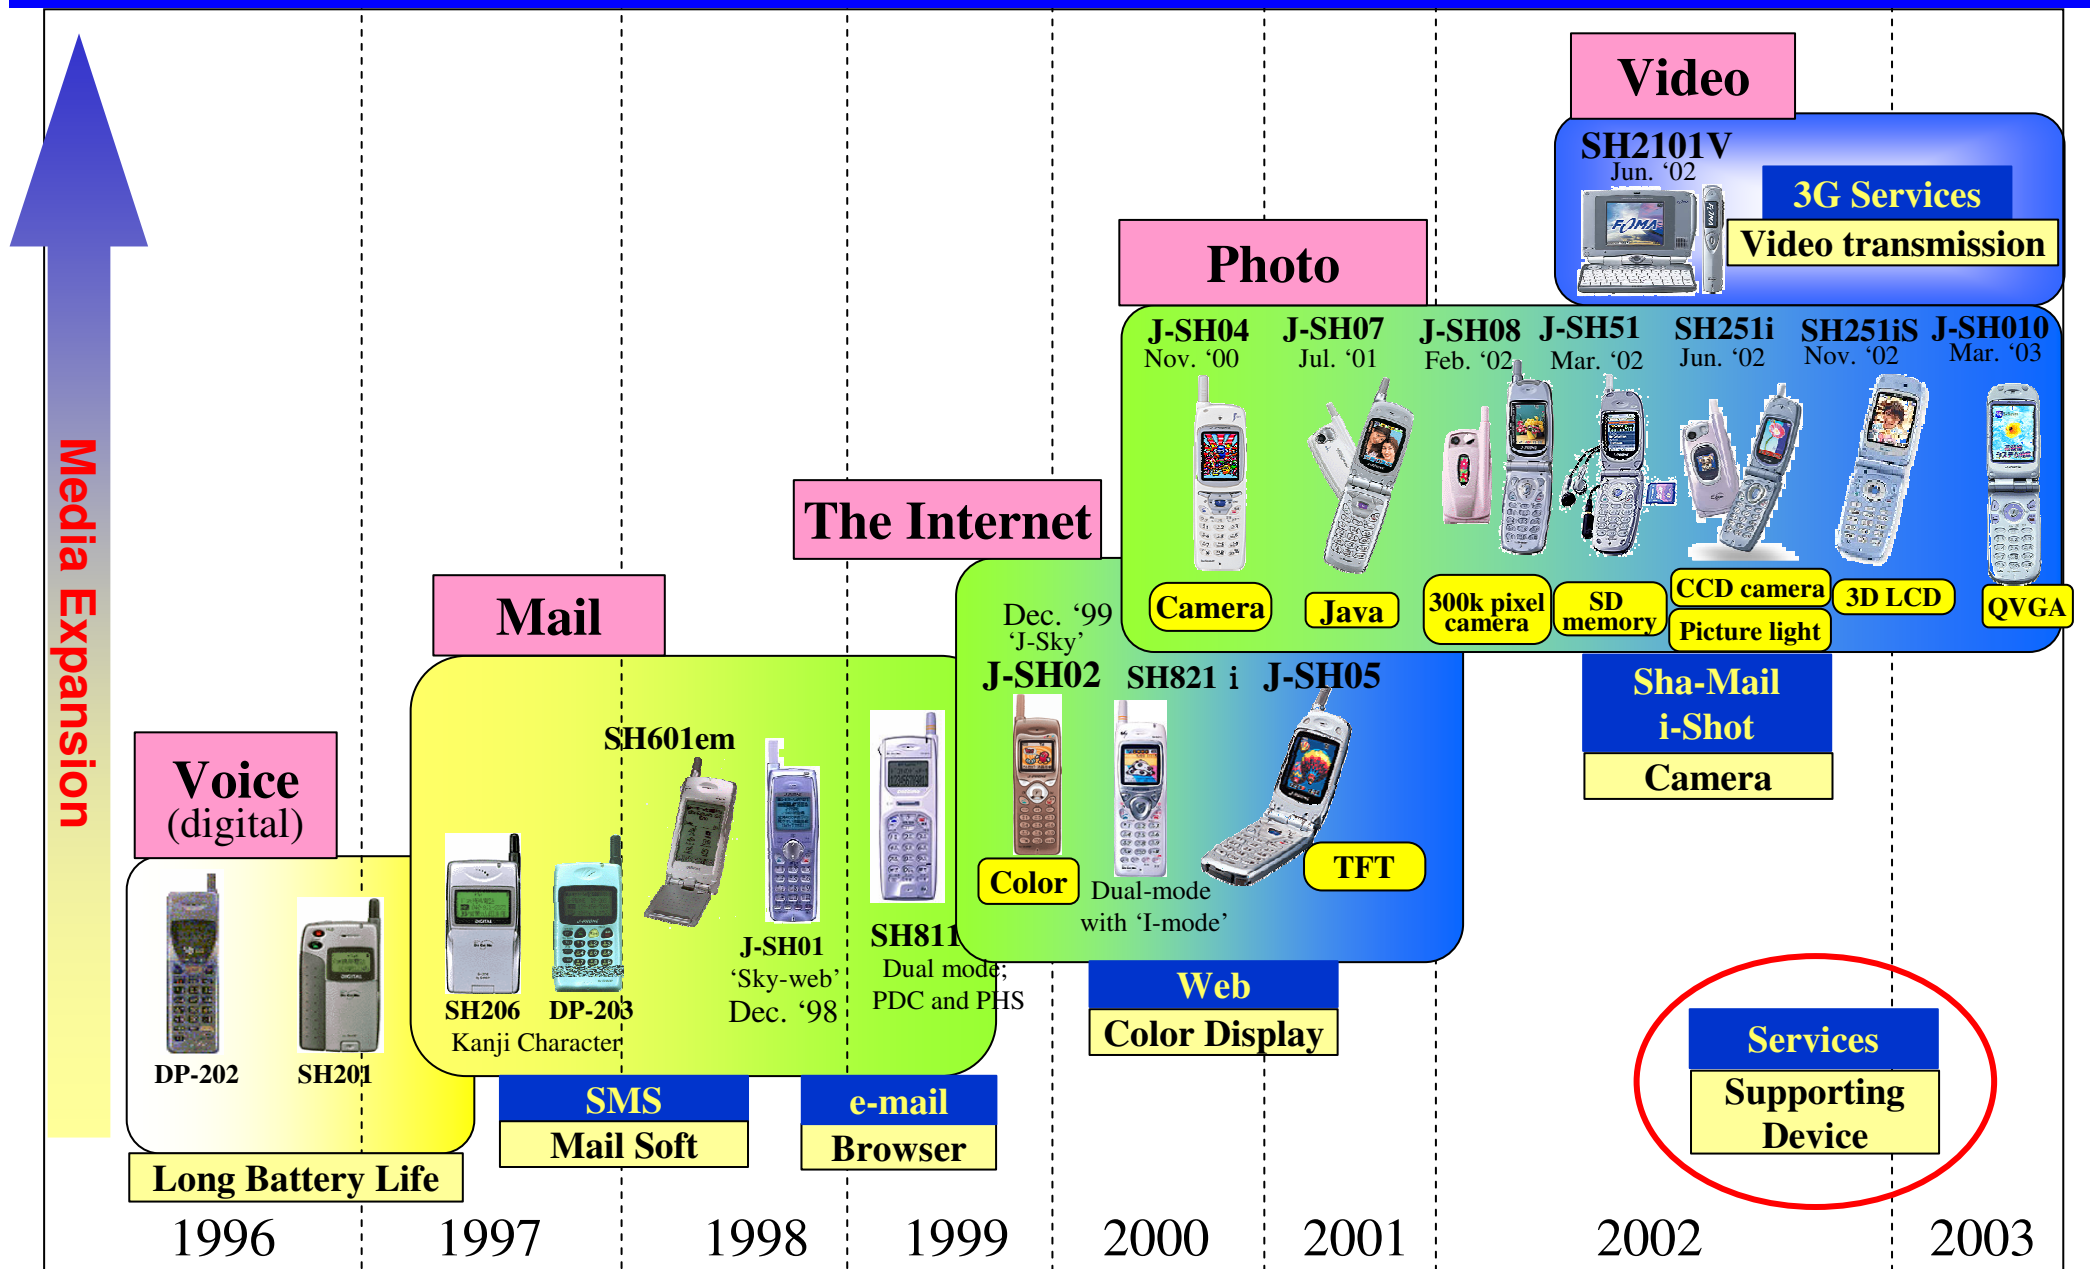 Video
SH2101V
Jun. ‘02
3G Services
Video transmission
FOMA
Photo
J-SH04
Nov. ‘00
J-SH07
Jul. ‘01
J-SH08
Feb. ‘02
J-SH51
Mar. ‘02
SH251i
Jun. ‘02
SH251iS
Nov. ‘02
J-SH010
Mar. ‘03
Camera
Java
300k pixel
camera
SD
memory
CCD camera
Picture light
3D LCD
QVGA
Sha-Mail
i-Shot
Camera
Media Expansion
The Internet
Dec. ‘99
‘J-Sky’
J-SH02
SH821 i
J-SH05
Color
Dual-mode
with ‘I-mode’
TFT
Web
Color Display
Mail
SH601em
SH206
DP-203
Kanji Character
J-SH01
‘Sky-web’
Dec. ‘98
SH811
Dual mode;
PDC and PHS
SMS
Mail Soft
e-mail
Browser
Voice
(digital)
DP-202
SH201
Long Battery Life
Services
Supporting
Device
1996
1997
1998
1999
2000
2001
2002
2003